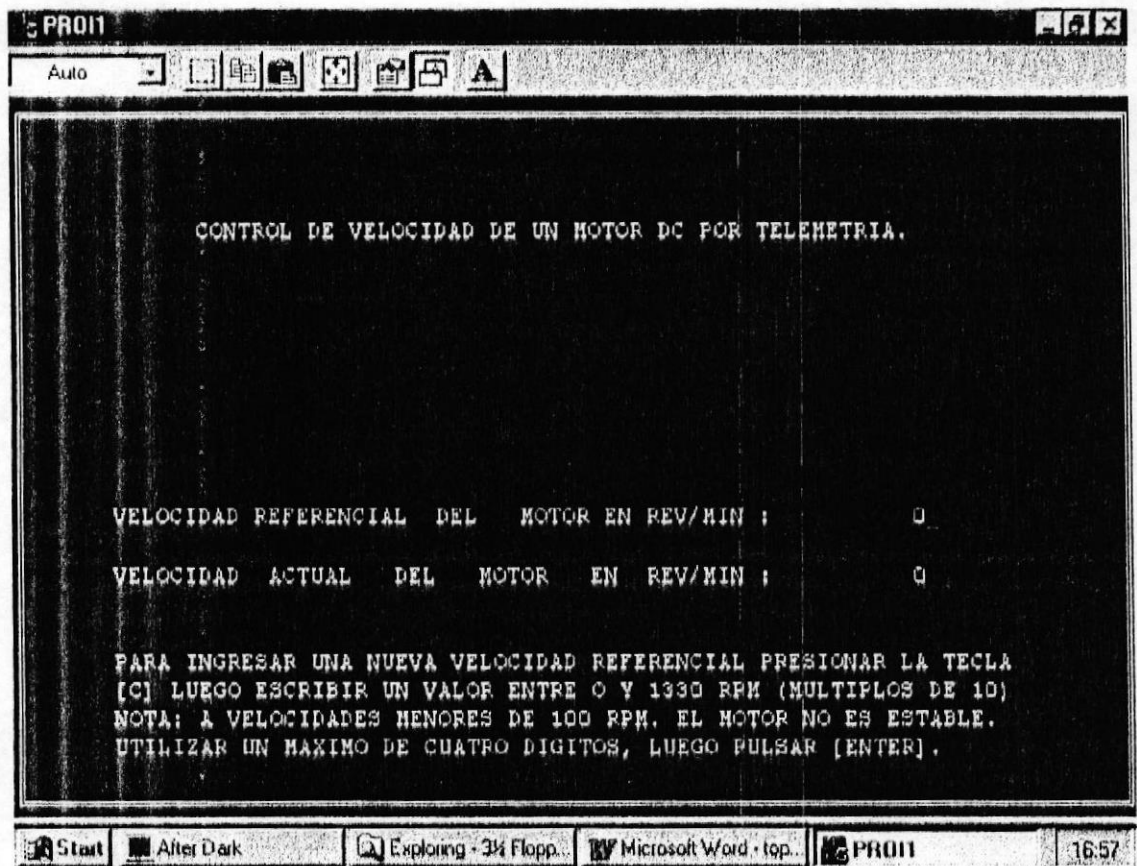 PROI1
Auto
A
CONTROL DE VELOCIDAD DE UN MOTOR DC POR TELEMETRIA.
VELOCIDAD REFERENCIAL DEL MOTOR EN REV/MIN : 0
VELOCIDAD ACTUAL DEL MOTOR EN REV/MIN : 0
PARA INGRESAR UNA NUEVA VELOCIDAD REFERENCIAL PRESIONAR LA TECLA
[C] LUEGO ESCRIBIR UN VALOR ENTRE 0 Y 1330 RPM (MULTIPLOS DE 10)
NOTA: A VELOCIDADES MENORES DE 100 RPM. EL MOTOR NO ES ESTABLE.
UTILIZAR UN MAXIMO DE CUATRO DIGITOS, LUEGO PULSAR [ENTER].
Start After Dark Exploring - 3½ Flopp... Microsoft Word - top... PROI1 16:57